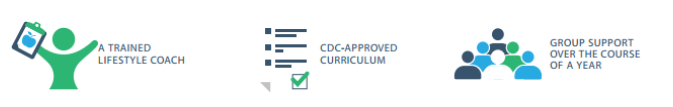 A TRAINED
LIFESTYLE COACH
CDC-APPROVED
CURRICULUM
GROUP SUPPORT
OVER THE COURSE
OF A YEAR